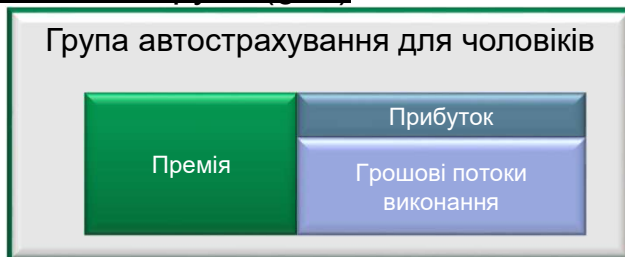 Група автострахування для чоловіків
Прибуток
Премія
Грошові потоки
виконання